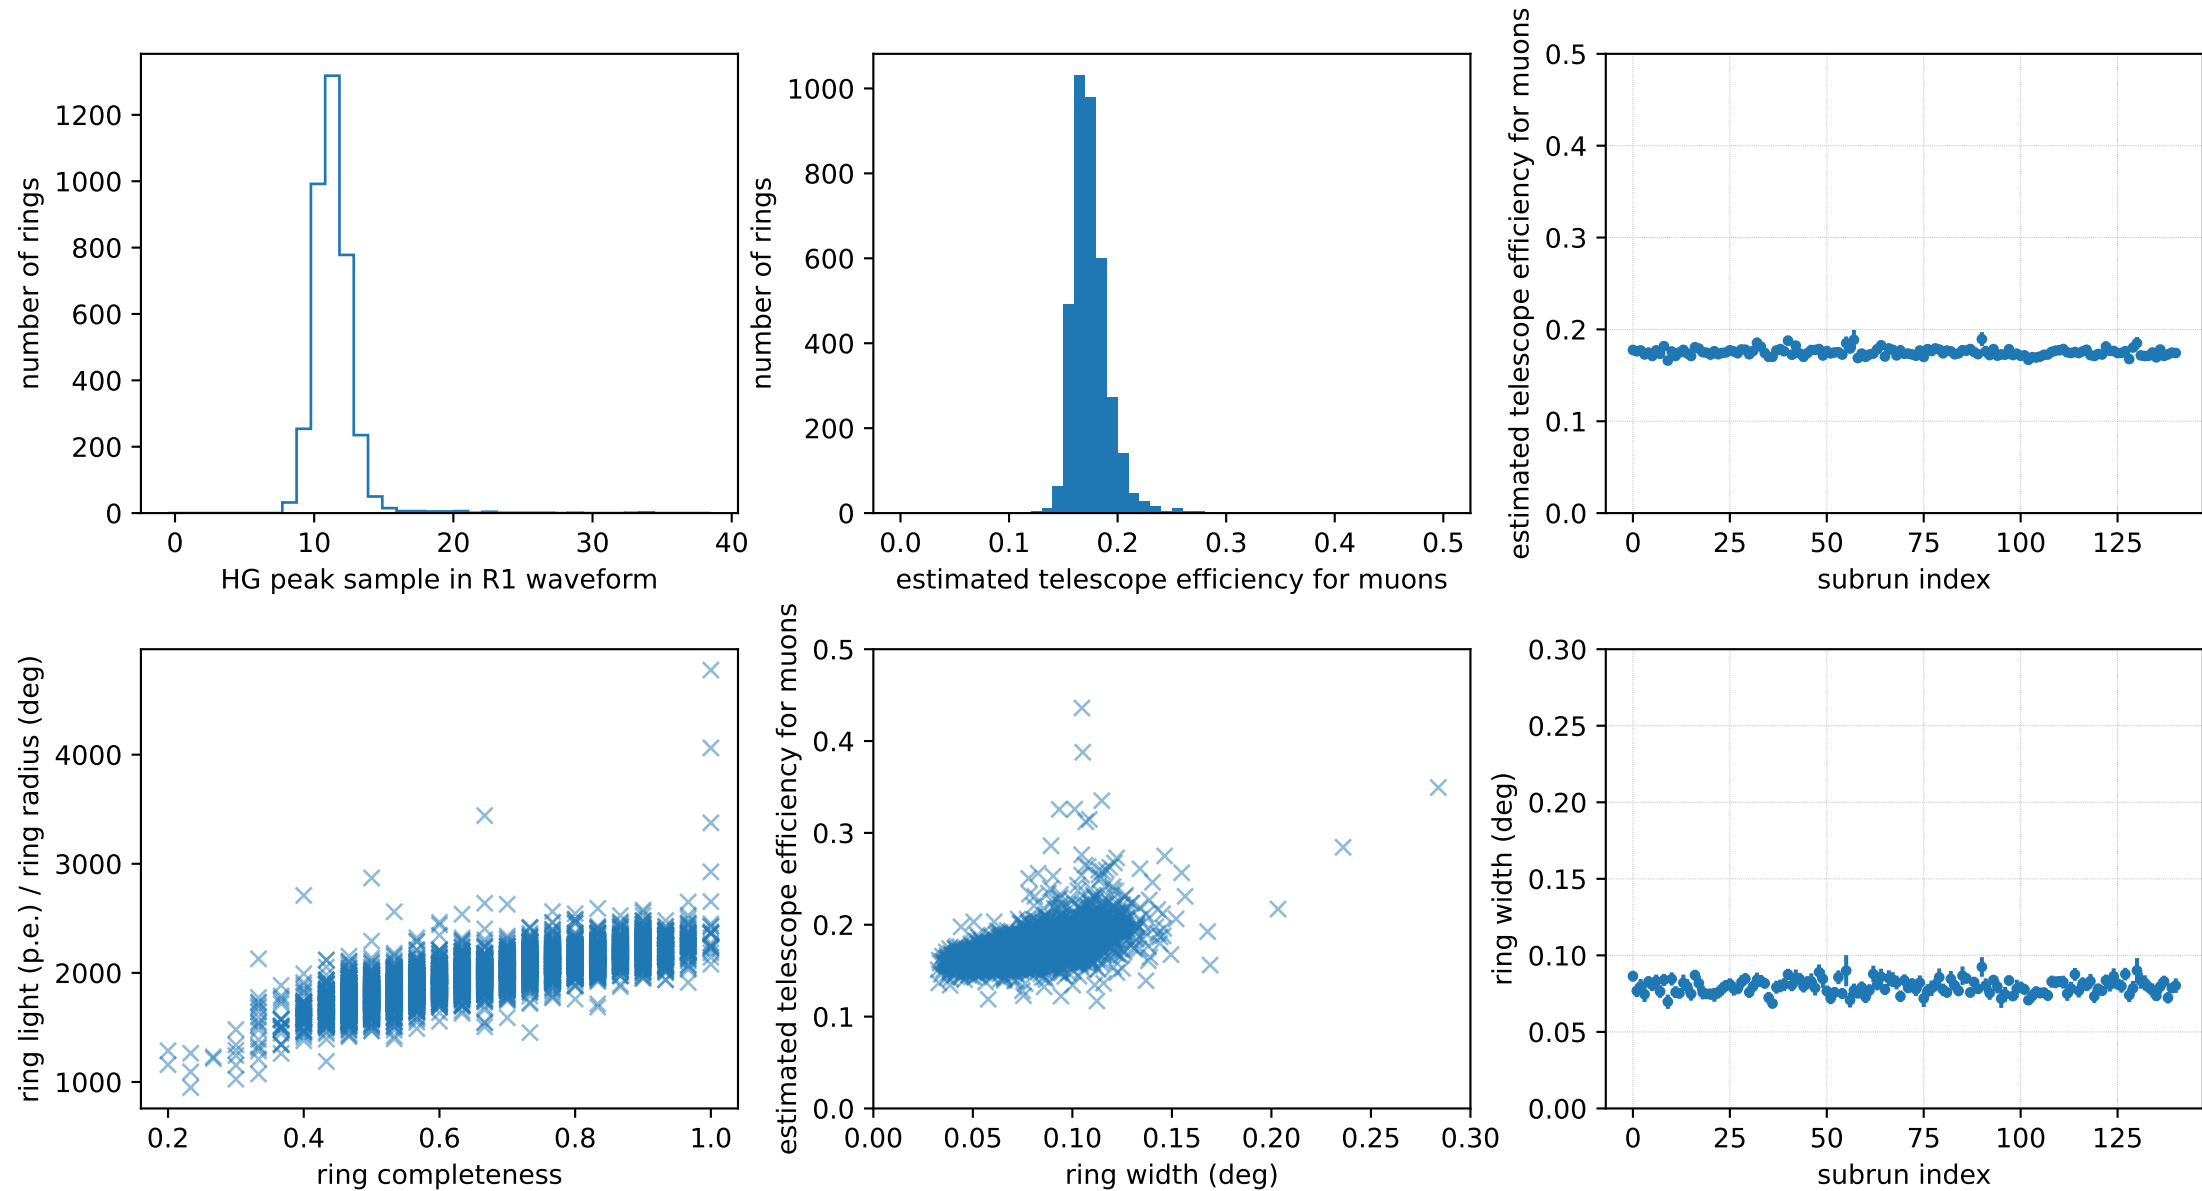 number of rings
1200
1000
800
600
400
200
0
0 10 20 30 40
HG peak sample in R1 waveform
number of rings
1000
800
600
400
200
0
0.0 0.1 0.2 0.3 0.4 0.5
estimated telescope efficiency for muons
estimated telescope efficiency for muons
0.5
0.4
0.3
0.2
0.1
0.0
0 25 50 75 100 125
subrun index
ring light (p.e.) / ring radius (deg)
4000
3000
2000
1000
0.2 0.4 0.6 0.8 1.0
ring completeness
estimated telescope efficiency for muons
0.5
0.4
0.3
0.2
0.1
0.0
0.00 0.05 0.10 0.15 0.20 0.25 0.30
ring width (deg)
ring width (deg)
0.30
0.25
0.20
0.15
0.10
0.05
0.00
0 25 50 75 100 125
subrun index